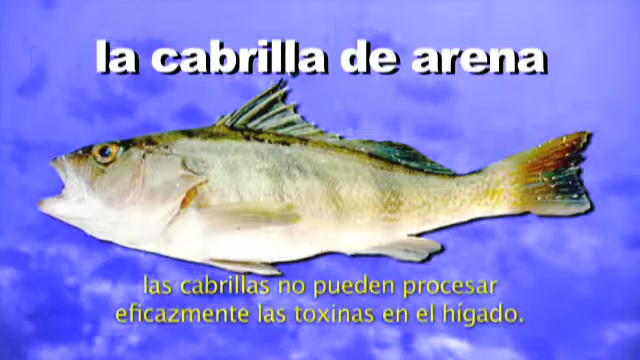 la cabrilla de arena
las cabrillas no pueden procesar
eficazmente las toxinas en el hígado.